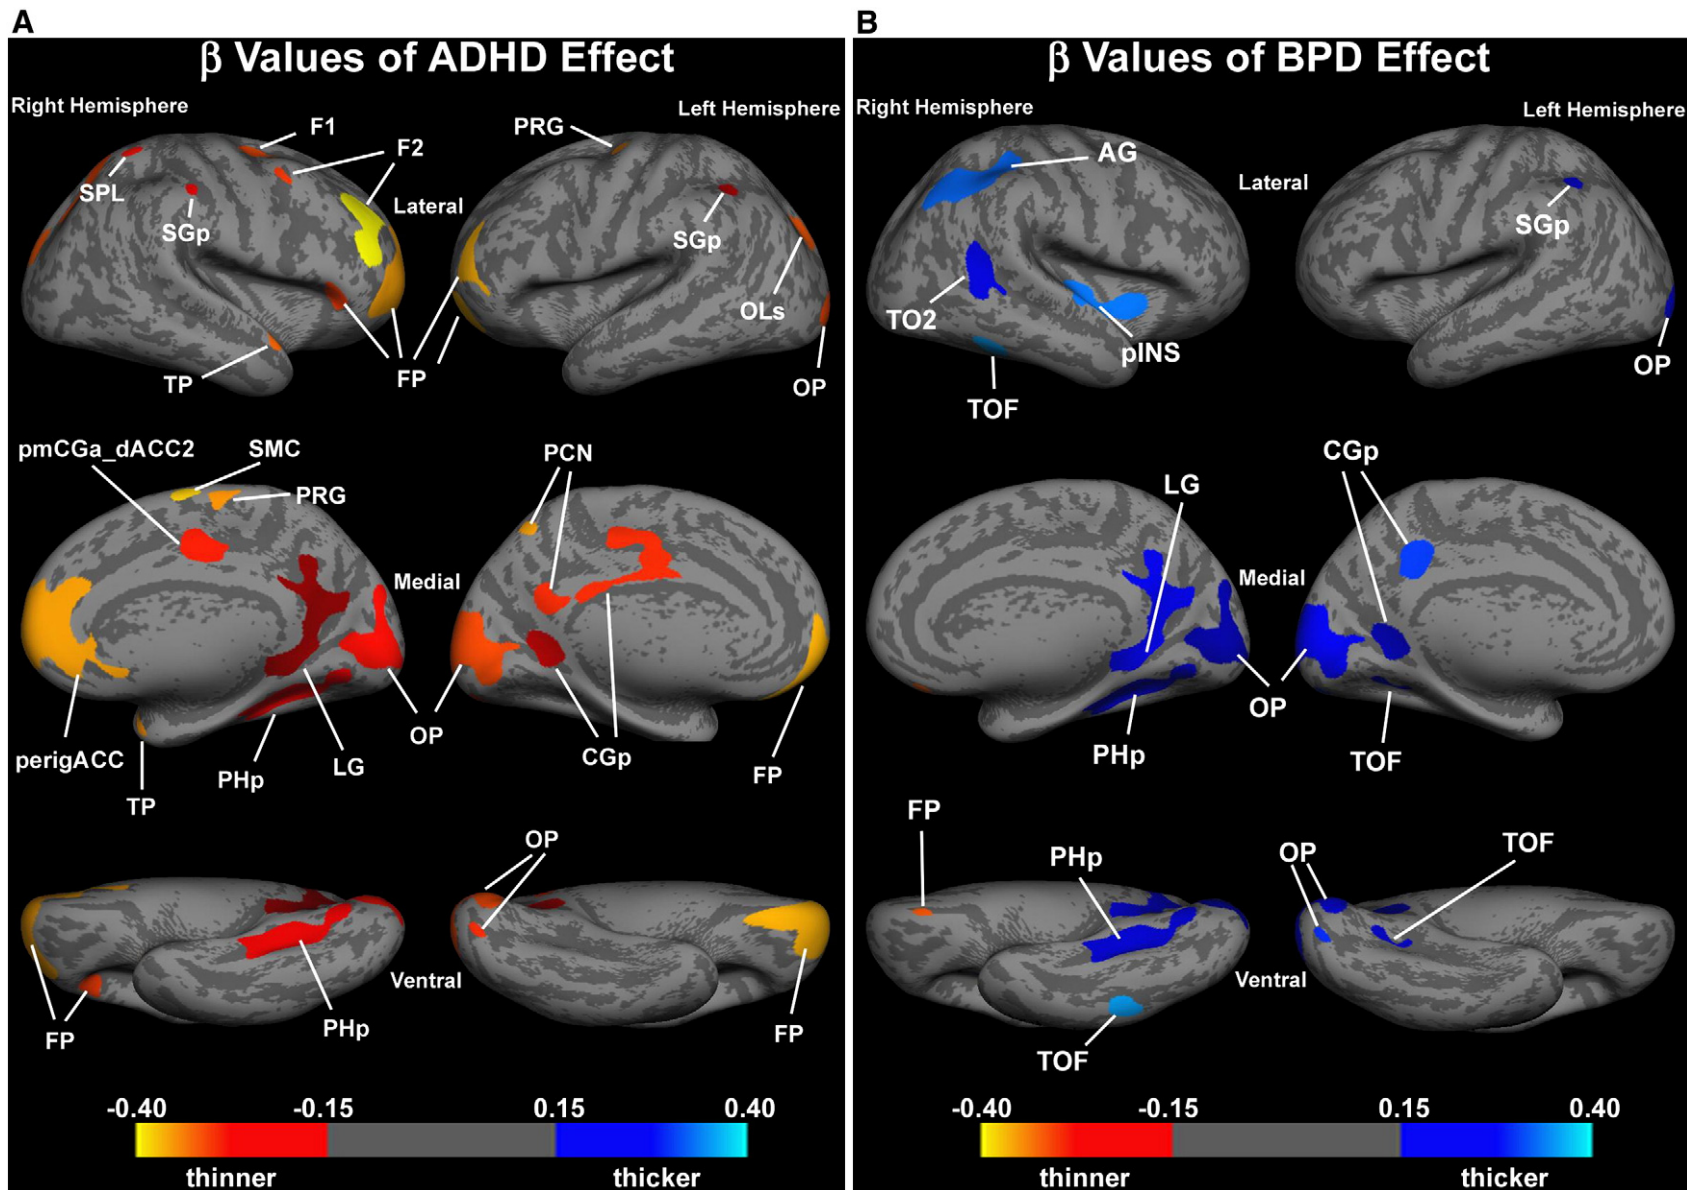 A
β Values of ADHD Effect
Right Hemisphere
Left Hemisphere
F1
PRG
F2
SPL
Lateral
SGp
SGp
OLs
TP
FP
OP
pmCGa_dACC2
SMC
PCN
PRG
Medial
perigACC
PHp
LG
OP
CGp
FP
TP
OP
Ventral
FP
PHp
FP
-0.40
-0.15
0.15
0.40
thinner
thicker
B
β Values of BPD Effect
Right Hemisphere
Left Hemisphere
AG
Lateral
SGp
TO2
pINS
OP
TOF
CGp
LG
Medial
OP
PHp
TOF
FP
PHp
OP
TOF
Ventral
TOF
-0.40
-0.15
0.15
0.40
thinner
thicker